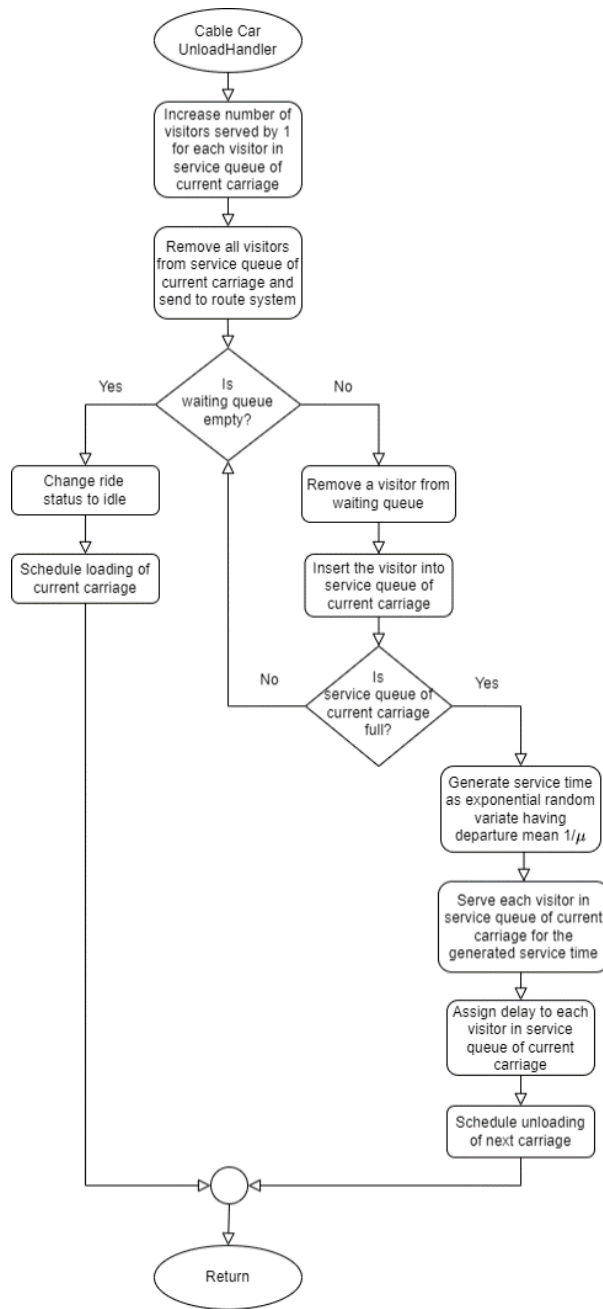 Cable Car
UnloadHandler
Increase number of
visitors served by 1
for each visitor in
service queue of
current carriage
Remove all visitors
from service queue of
current carriage and
send to route system
Is
waiting queue
empty?
Yes
No
Change ride
status to idle
Schedule loading of
current carriage
Remove a visitor from
waiting queue
Insert the visitor into
service queue of
current carriage
Is
service queue of
current carriage
full?
No
Yes
Generate service time
as exponential random
variate having
departure mean 1/μ
Serve each visitor in
service queue of current
carriage for the
generated service time
Assign delay to each
visitor in service
queue of current
carriage
Schedule unloading
of next carriage
Return